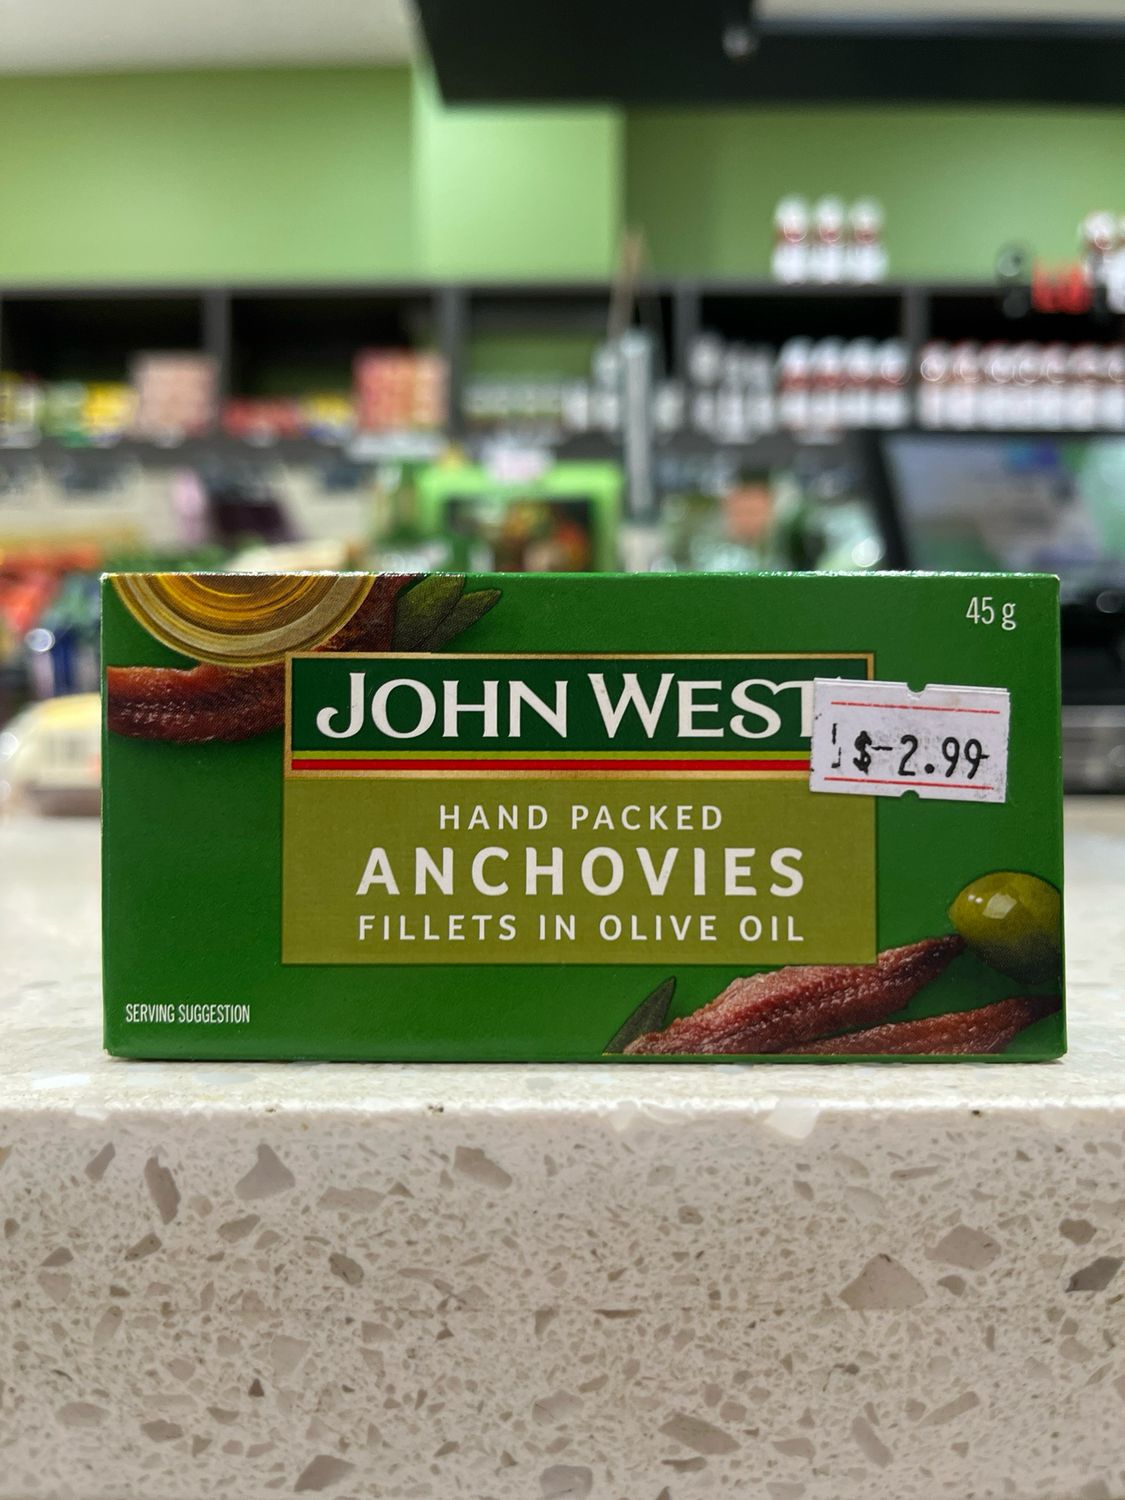 45 g
JOHN WEST
$-2.99
HAND PACKED
ANCHOVIES
FILLETS IN OLIVE OIL
SERVING SUGGESTION